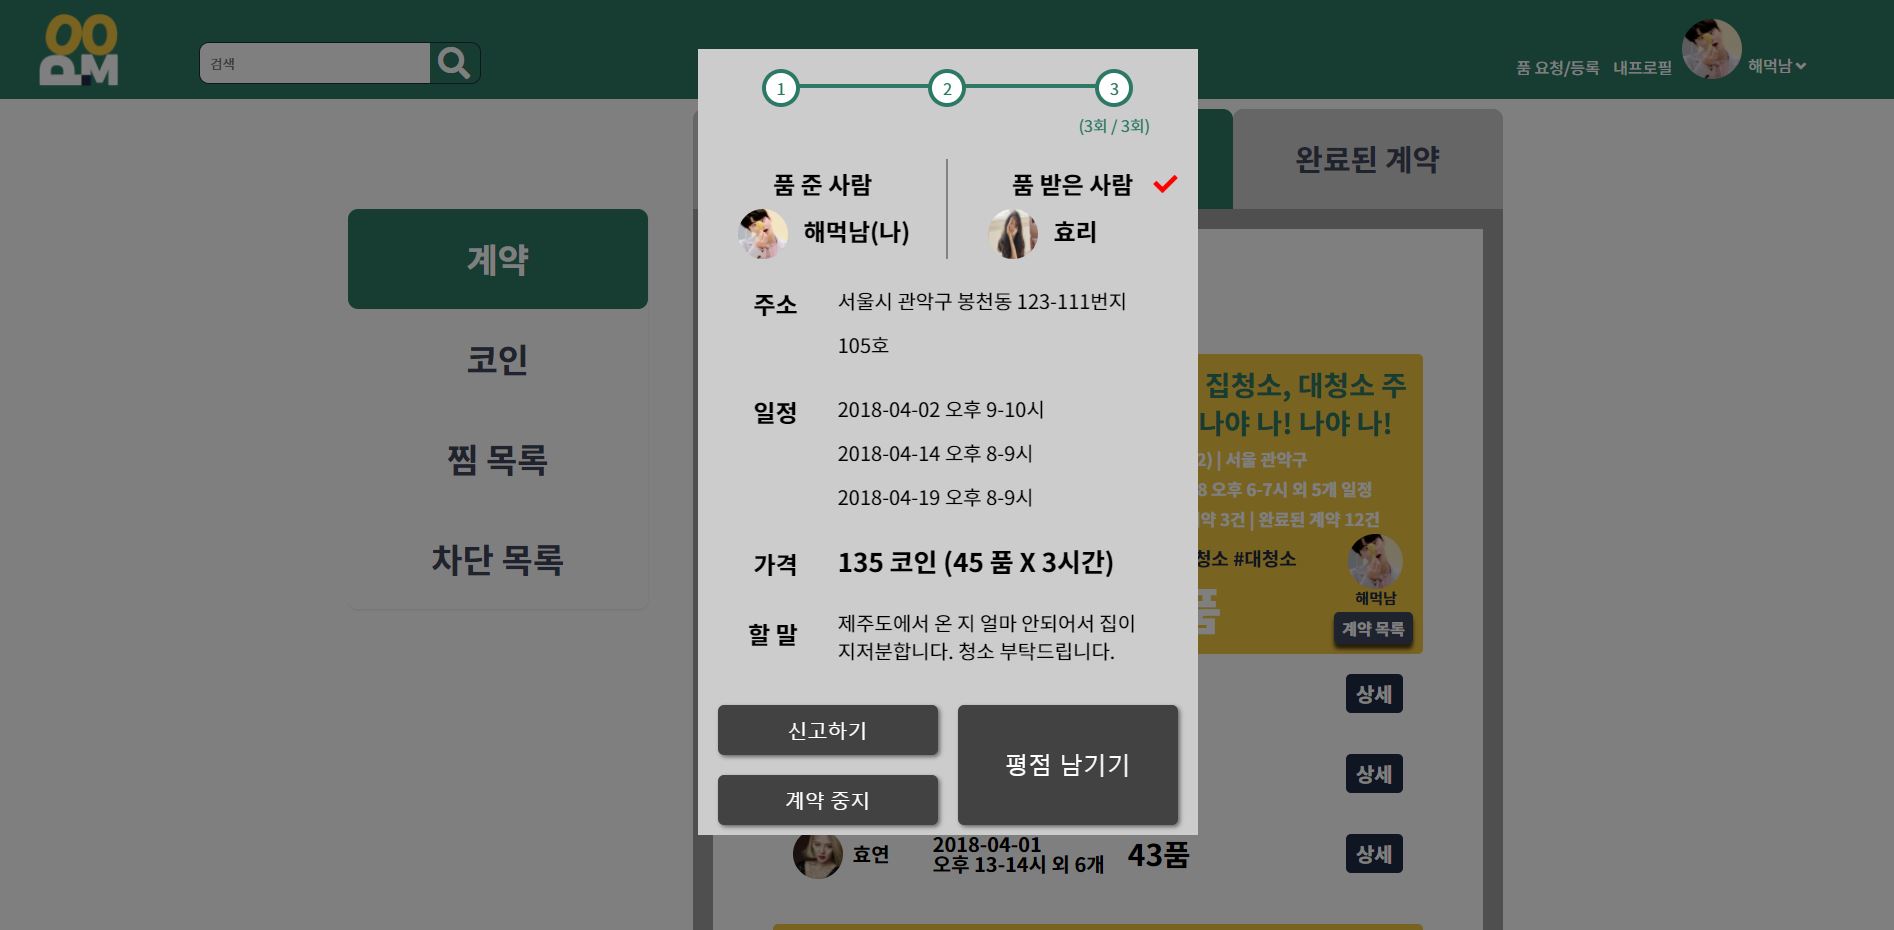 POOM
검색
품 요청/등록 내프로필 해먹남
계약
코인
찜 목록
차단 목록
완료된 계약
1 2 3
(3회 / 3회)
품 준 사람
해먹남(나)
품 받은 사람
효리
주소
서울시 관악구 봉천동 123-111번지
105호
일정
2018-04-02 오후 9-10시
2018-04-14 오후 8-9시
2018-04-19 오후 8-9시
가격
135 코인 (45 품 X 3시간)
할 말
제주도에서 온 지 얼마 안되어서 집이
지저분합니다. 청소 부탁드립니다.
신고하기
계약 중지
평점 남기기
집청소, 대청소 주
나야 나! 나야 나!
2) | 서울 관악구
8 오후 6-7시 외 5개 일정
약 3건 | 완료된 계약 12건
청소 #대청소
품
해먹남
계약 목록
상세
상세
효연
2018-04-01
오후 13-14시 외 6개
43품
상세